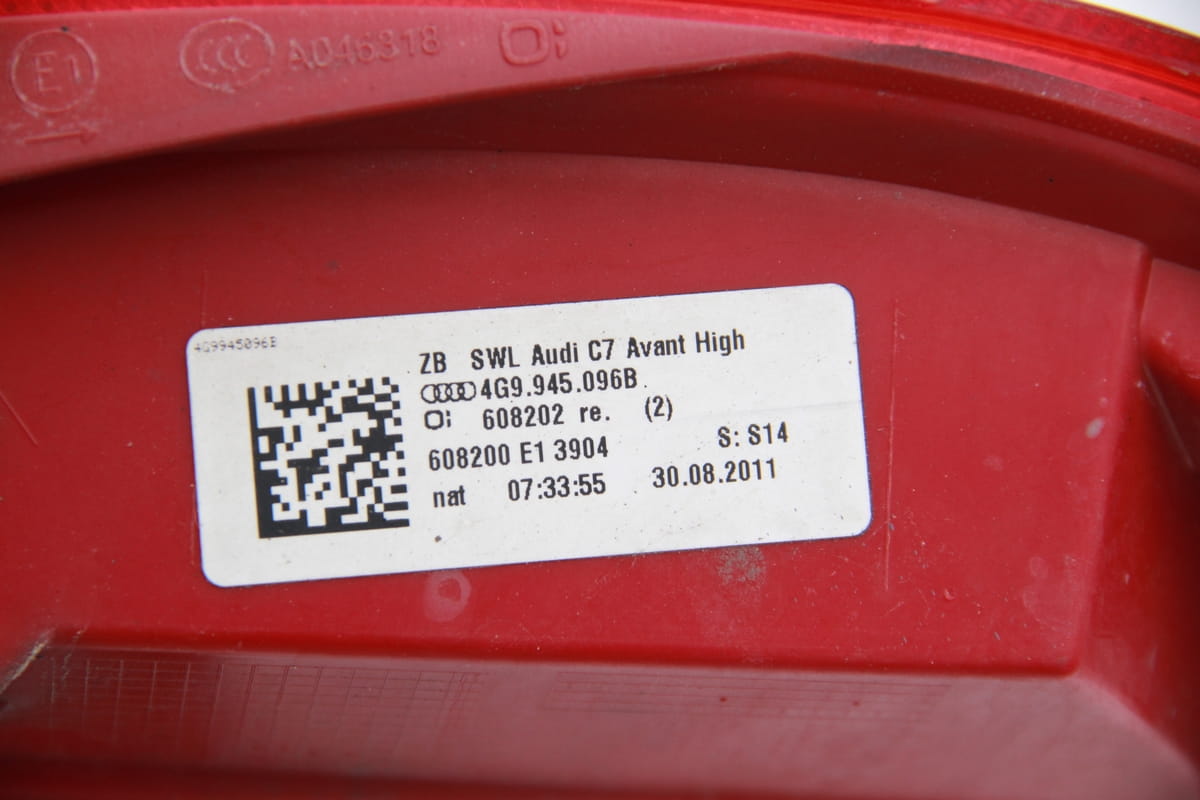 E1
CCC A046318
4G9945096B
ZB SWL Audi C7 Avant High
4G9.945.096B
608202 re. (2)
608200 E1 3904 S: S14
nat 07:33:55 30.08.2011